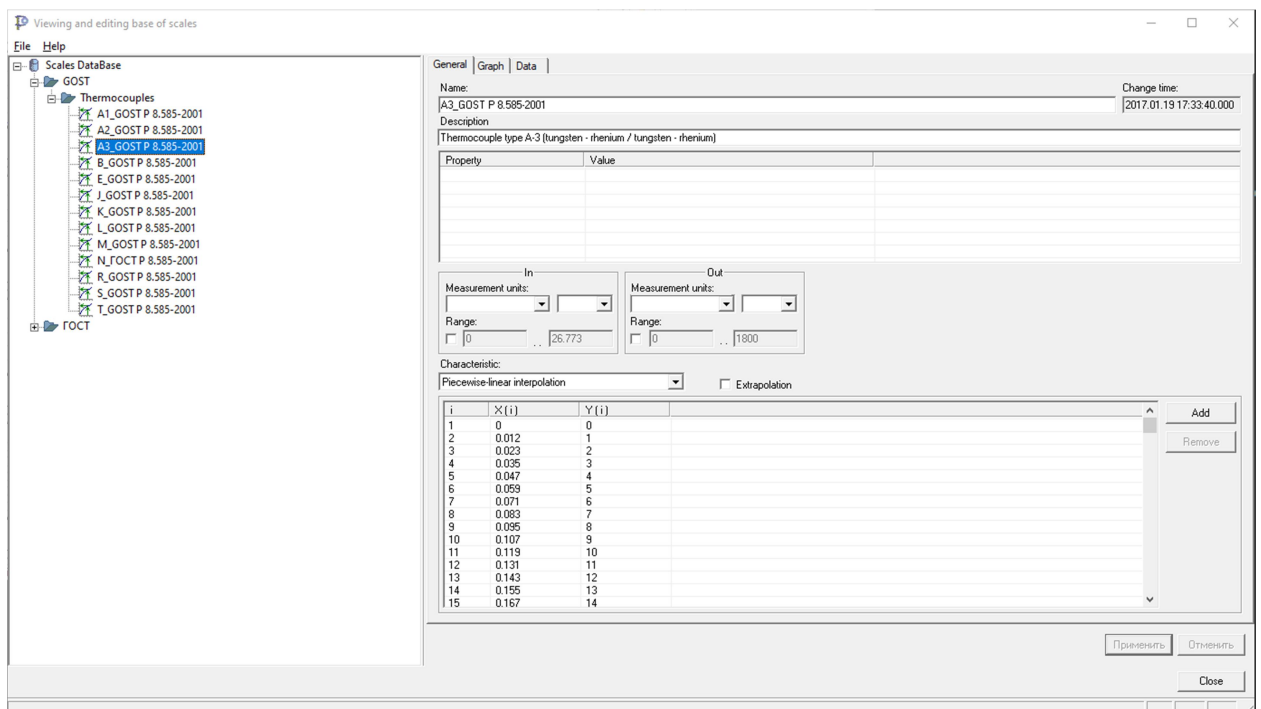 Viewing and editing base of scales
File Help
Scales DataBase
GOST
Thermocouples
A1_GOST P 8.585-2001
A2_GOST P 8.585-2001
A3_GOST P 8.585-2001
B_GOST P 8.585-2001
E_GOST P 8.585-2001
J_GOST P 8.585-2001
K_GOST P 8.585-2001
L_GOST P 8.585-2001
M_GOST P 8.585-2001
N_ГОСТ P 8.585-2001
R_GOST P 8.585-2001
S_GOST P 8.585-2001
T_GOST P 8.585-2001
ГОСТ
General Graph Data
Name: Change time:
A3_GOST P 8.585-2001 2017.01.19 17:33:40.000
Description
Thermocouple type A-3 (tungsten - rhenium / tungsten - rhenium)
Property Value
In Out
Measurement units: Measurement units:
Range: Range:
0 .. 26.773 0 .. 1800
Characteristic:
Piecewise-linear interpolation Extrapolation
i X(i) Y(i) Add
1 0 0
2 0.012 1 Remove
3 0.023 2
4 0.035 3
5 0.047 4
6 0.059 5
7 0.071 6
8 0.083 7
9 0.095 8
10 0.107 9
11 0.119 10
12 0.131 11
13 0.143 12
14 0.155 13
15 0.167 14
Применить Отменить
Close